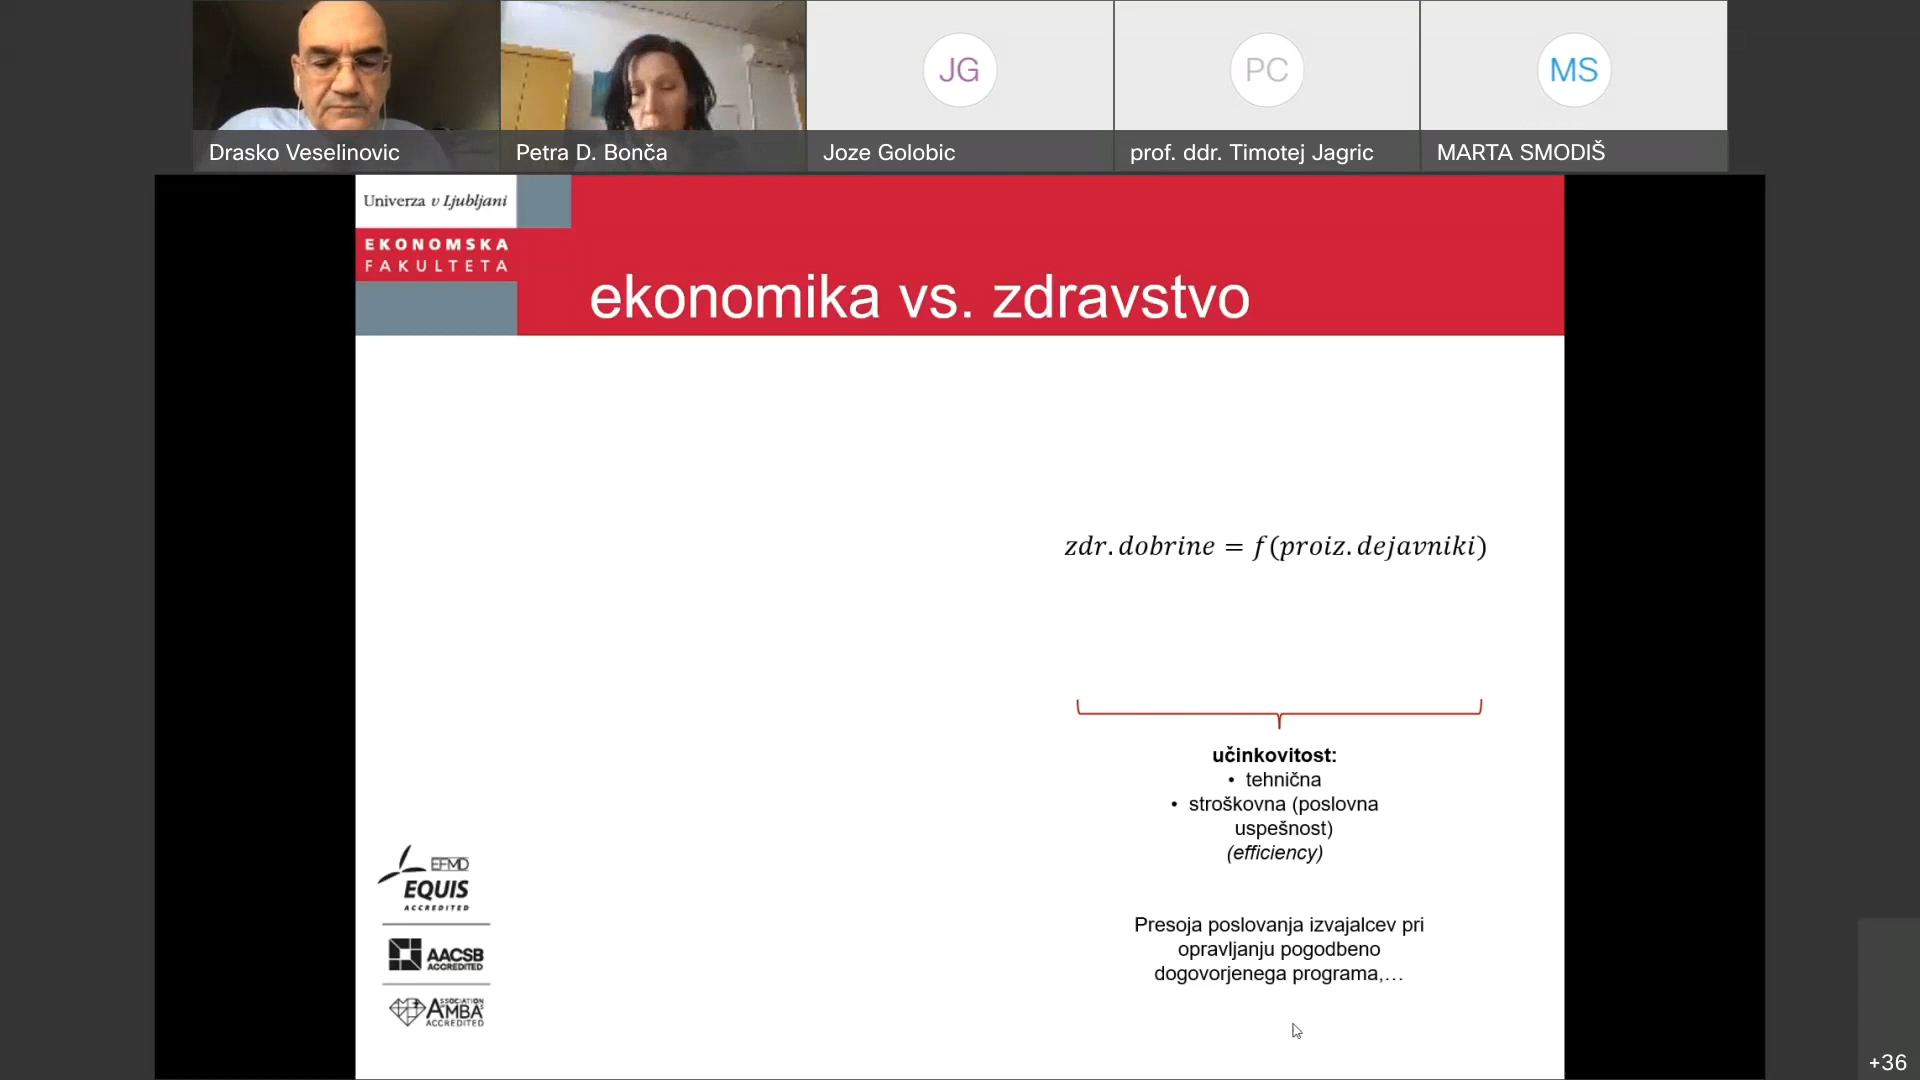 JG
PC
MS
Drasko Veselinovic
Petra D. Bonča
Joze Golobic
prof. ddr. Timotej Jagric
MARTA SMODIŠ
Univerza v Ljubljani
EKONOMSKA
FAKULTETA
ekonomika vs. zdravstvo
zdr.dobrine = f(proiz.dejavniki)
učinkovitost:
• tehnična
• stroškovna (poslovna
uspešnost)
(efficiency)
Presoja poslovanja izvajalcev pri
opravljanju pogodbeno
dogovorjenega programa,…
EFMD
EQUIS
ACCREDITED
AACSB
ACCREDITED
ASSOCIATION
AMBA
ACCREDITED
+36